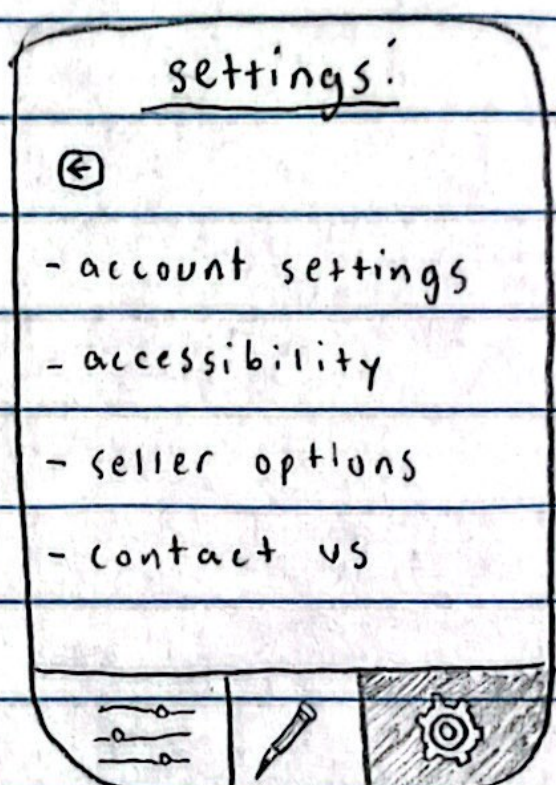 settings:
- account settings
- accessibility
- seller options
- contact us